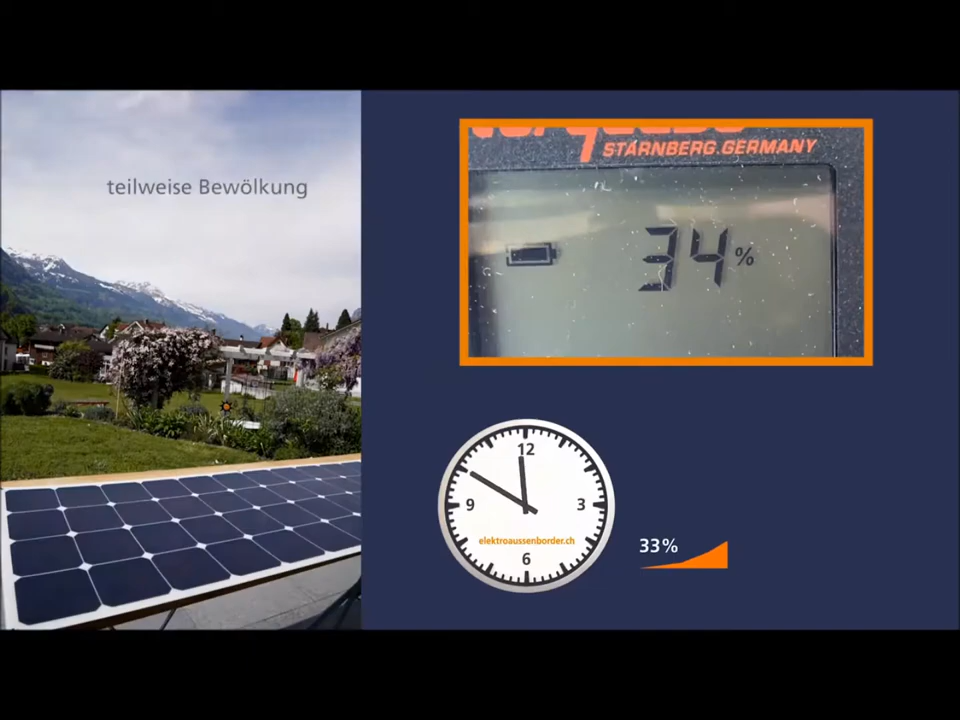 teilweise Bewölkung
STARNBERG.GERMANY
34%
12
9
3
elektroaussenborder.ch
6
33%